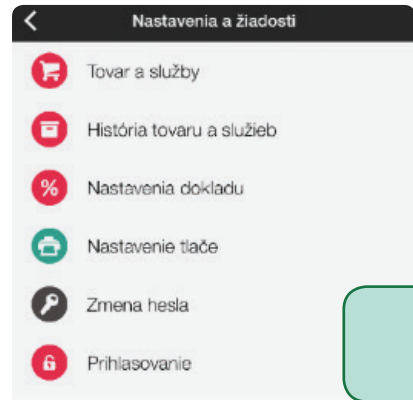 Nastavenia a žiadosti
Tovar a služby
História tovaru a služieb
% Nastavenia dokladu
Nastavenie tlače
Zmena hesla
Prihlasovanie